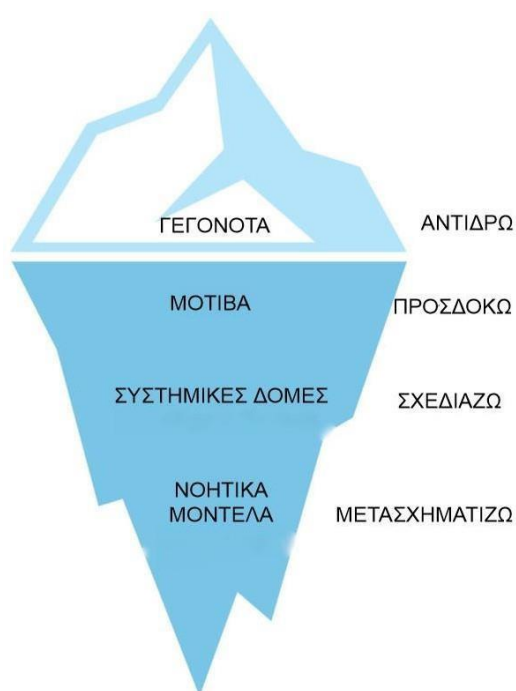 ΓΕΓΟΝΟΤΑ ΑΝΤΙΔΡΩ
ΜΟΤΙΒΑ ΠΡΟΣΔΟΚΩ
ΣΥΣΤΗΜΙΚΕΣ ΔΟΜΕΣ ΣΧΕΔΙΑΖΩ
ΝΟΗΤΙΚΑ
ΜΟΝΤΕΛΑ ΜΕΤΑΣΧΗΜΑΤΙΖΩ